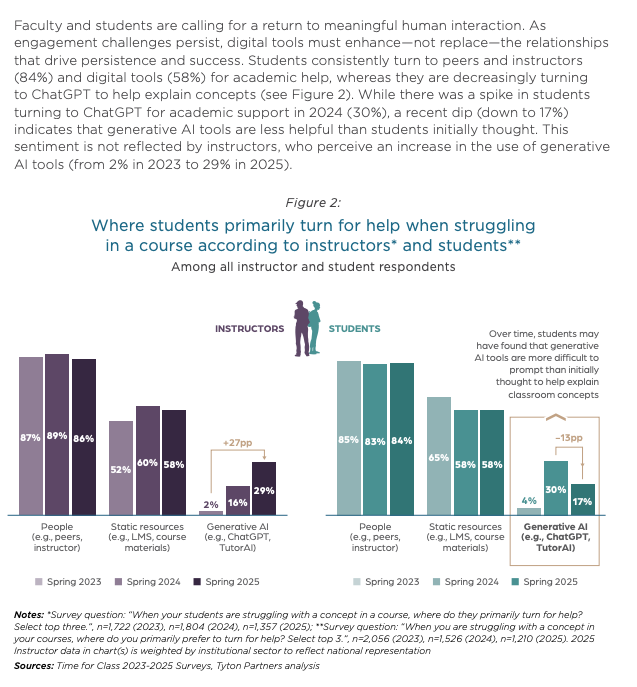 Faculty and students are calling for a return to meaningful human interaction. As
engagement challenges persist, digital tools must enhance—not replace—the relationships
that drive persistence and success. Students consistently turn to peers and instructors
(84%) and digital tools (58%) for academic help, whereas they are decreasingly turning
to ChatGPT to help explain concepts (see Figure 2). While there was a spike in students
turning to ChatGPT for academic support in 2024 (30%), a recent dip (down to 17%)
indicates that generative AI tools are less helpful than students initially thought. This
sentiment is not reflected by instructors, who perceive an increase in the use of generative
AI tools (from 2% in 2023 to 29% in 2025).
Figure 2:
Where students primarily turn for help when struggling
in a course according to instructors* and students**
Among all instructor and student respondents
INSTRUCTORS
STUDENTS
Over time, students may
have found that generative
AI tools are more difficult to
prompt than initially
thought to help explain
classroom concepts
87%
89%
86%
52%
60%
58%
+27pp
2%
16%
29%
85%
83%
84%
65%
58%
58%
-13pp
4%
30%
17%
People
(e.g., peers,
instructor)
Static resources
(e.g., LMS, course
materials)
Generative AI
(e.g., ChatGPT,
TutorAI)
People
(e.g., peers,
instructor)
Static resources
(e.g., LMS, course
materials)
Generative AI
(e.g., ChatGPT,
TutorAI)
Spring 2023 Spring 2024 Spring 2025
Spring 2023 Spring 2024 Spring 2025
Notes: *Survey question: “When your students are struggling with a concept in a course, where do they primarily turn for help?
Select top three.”, n=1,722 (2023), n=1,804 (2024), n=1,357 (2025); **Survey question: “When you are struggling with a concept in
your courses, where do you primarily prefer to turn for help? Select top 3.”, n=2,056 (2023), n=1,526 (2024), n=1,210 (2025). 2025
Instructor data in chart(s) is weighted by institutional sector to reflect national representation
Sources: Time for Class 2023-2025 Surveys, Tyton Partners analysis